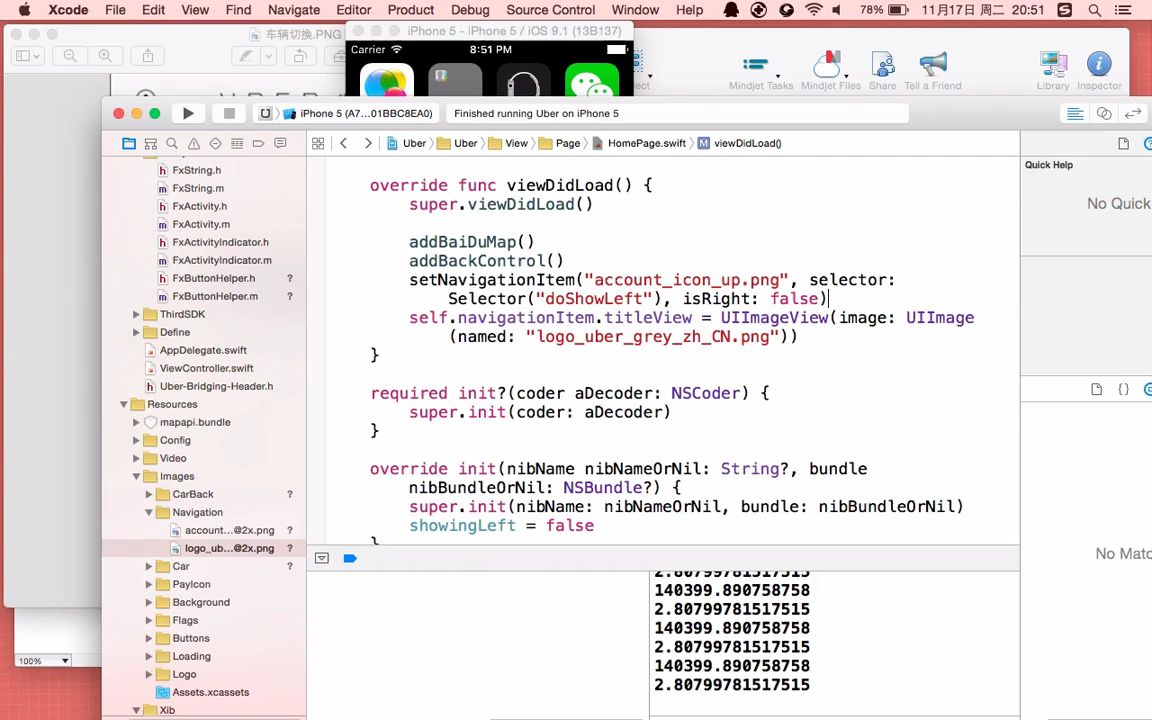 Xcode File Edit View Find Navigate Editor Product Debug Source Control Window Help 78% 11月17日 周二 20:51
车辆切换.PNG
iPhone 5 - iPhone 5 / iOS 9.1 (13B137)
Carrier 8:51 PM
Mindjet Tasks Mindjet Files Share Tell a Friend Library Inspector
iPhone 5 (A7...01BBC8EA0) Finished running Uber on iPhone 5
Uber Uber View Page HomePage.swift M viewDidLoad()
FxString.h
FxString.m
FxActivity.h
FxActivity.m
FxActivityIndicator.h
FxActivityIndicator.m
FxButtonHelper.h ?
FxButtonHelper.m ?
ThirdSDK
Define
AppDelegate.swift
ViewController.swift
Uber-Bridging-Header.h
Resources
mapapi.bundle
Config
Video
Images
CarBack ?
Navigation
account...@2x.png ?
logo_ub...@2x.png ?
Car ?
PayIcon
Background
Flags
Buttons
Loading
Logo
Assets.xcassets
Xib
override func viewDidLoad() {
super.viewDidLoad()
addBaiDuMap()
addBackControl()
setNavigationItem("account_icon_up.png", selector:
Selector("doShowLeft"), isRight: false)
self.navigationItem.titleView = UIImageView(image: UIImage
(named: "logo_uber_grey_zh_CN.png"))
}
required init?(coder aDecoder: NSCoder) {
super.init(coder: aDecoder)
}
override init(nibName nibNameOrNil: String?, bundle
nibBundleOrNil: NSBundle?) {
super.init(nibName: nibNameOrNil, bundle: nibBundleOrNil)
showingLeft = false
}
2.80799781517515
140399.890758758
2.80799781517515
140399.890758758
2.80799781517515
140399.890758758
2.80799781517515
Quick Help
No Quick
{ }
No Matc
100%